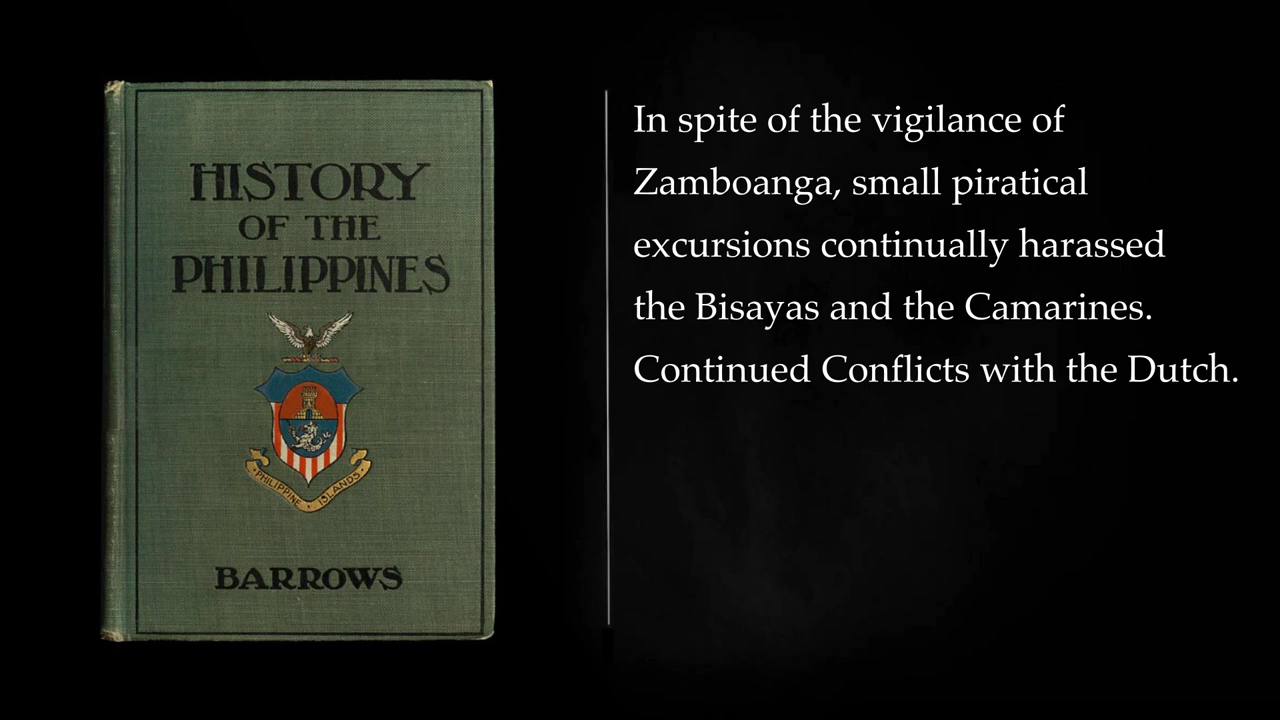 HISTORY
OF THE
PHILIPPINES
PHILIPPINE ISLANDS
BARROWS
In spite of the vigilance of
Zamboanga, small piratical
excursions continually harassed
the Bisayas and the Camarines.
Continued Conflicts with the Dutch.